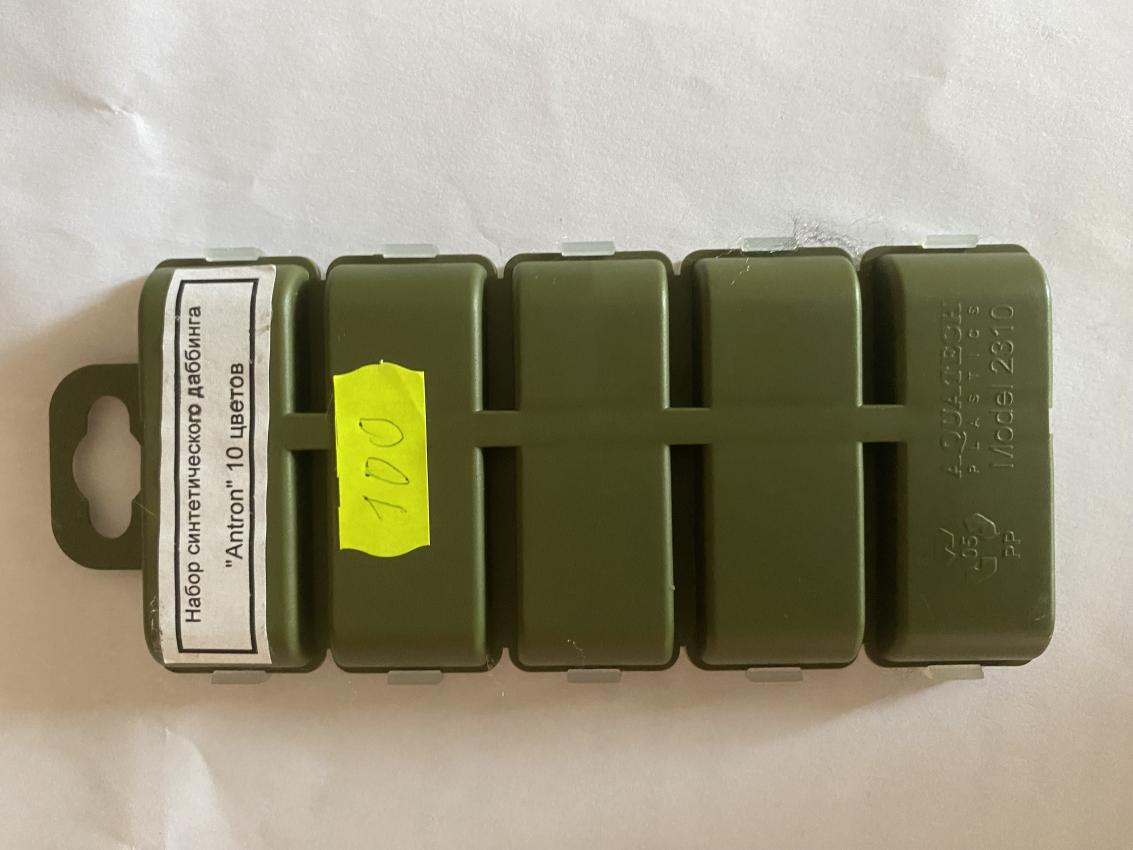 Набор синтетического даббинга
"Antron" 10 цветов
100
AQUATECH
PLASTICS
Model 2310
05
PP